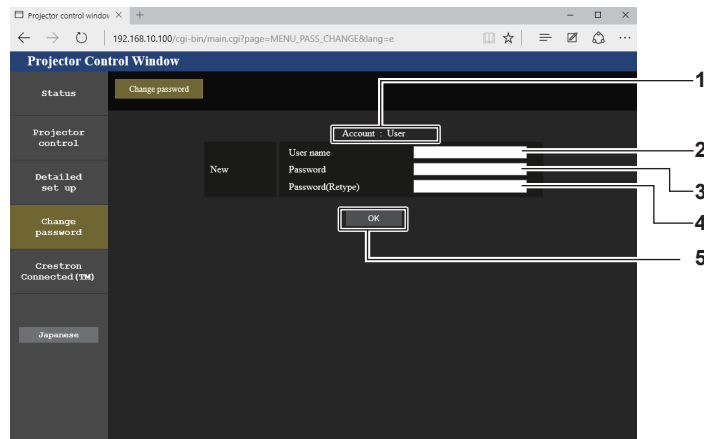 Projector control window
192.168.10.100/cgi-bin/main.cgi?page=MENU_PASS_CHANGE&lang=e
Projector Control Window
Status
Change password
1
Projector
control
Account : User
User name
2
New
Password
3
Password(Retype)
4
Detailed
set up
OK
5
Change
password
Crestron
Connected(TM)
Japanese